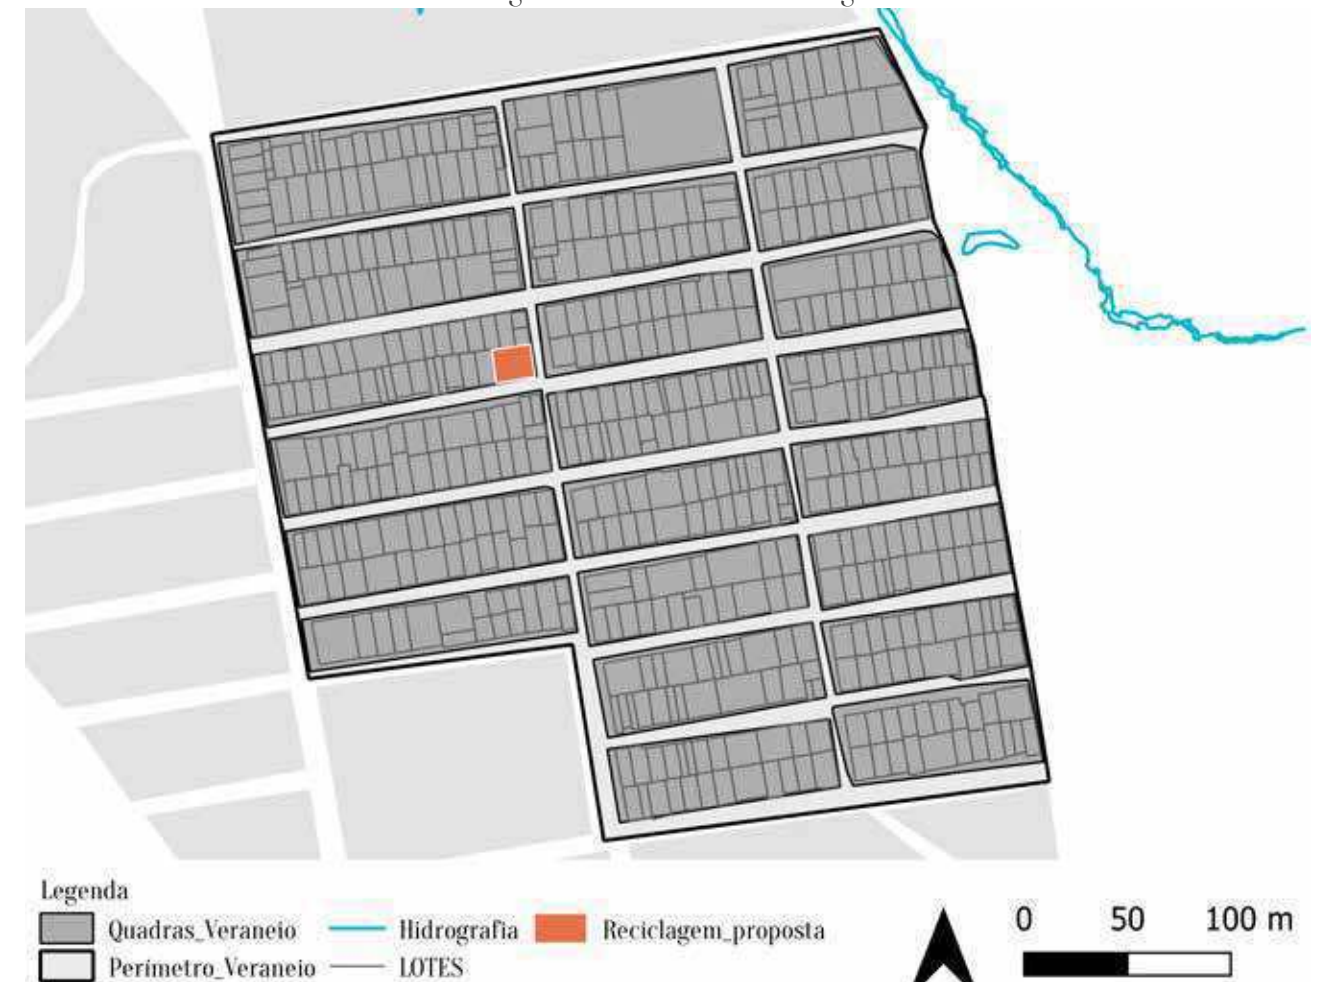 Legenda
Quadras_Veraneio
Hidrografia
Reciclagem_proposta
Perímetro_Veraneio
LOTES
0 50 100 m